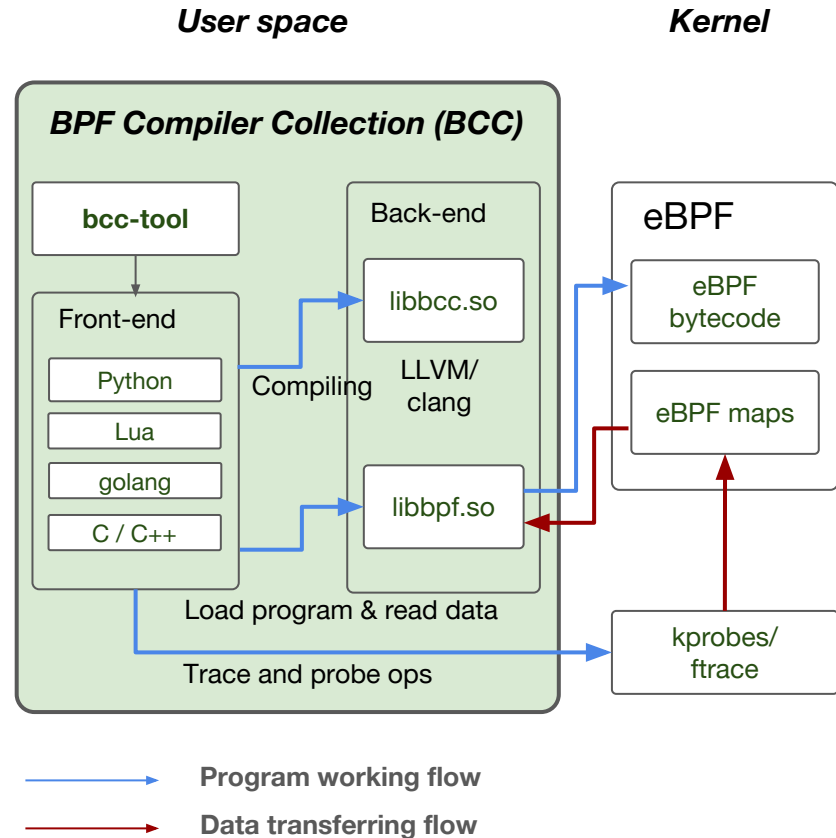 User space
Kernel
BPF Compiler Collection (BCC)
bcc-tool
Front-end
Python
Lua
golang
C / C++
Compiling
Back-end
libbcc.so
LLVM/
clang
libbpf.so
Load program & read data
Trace and probe ops
eBPF
eBPF
bytecode
eBPF maps
kprobes/
ftrace
Program working flow
Data transferring flow